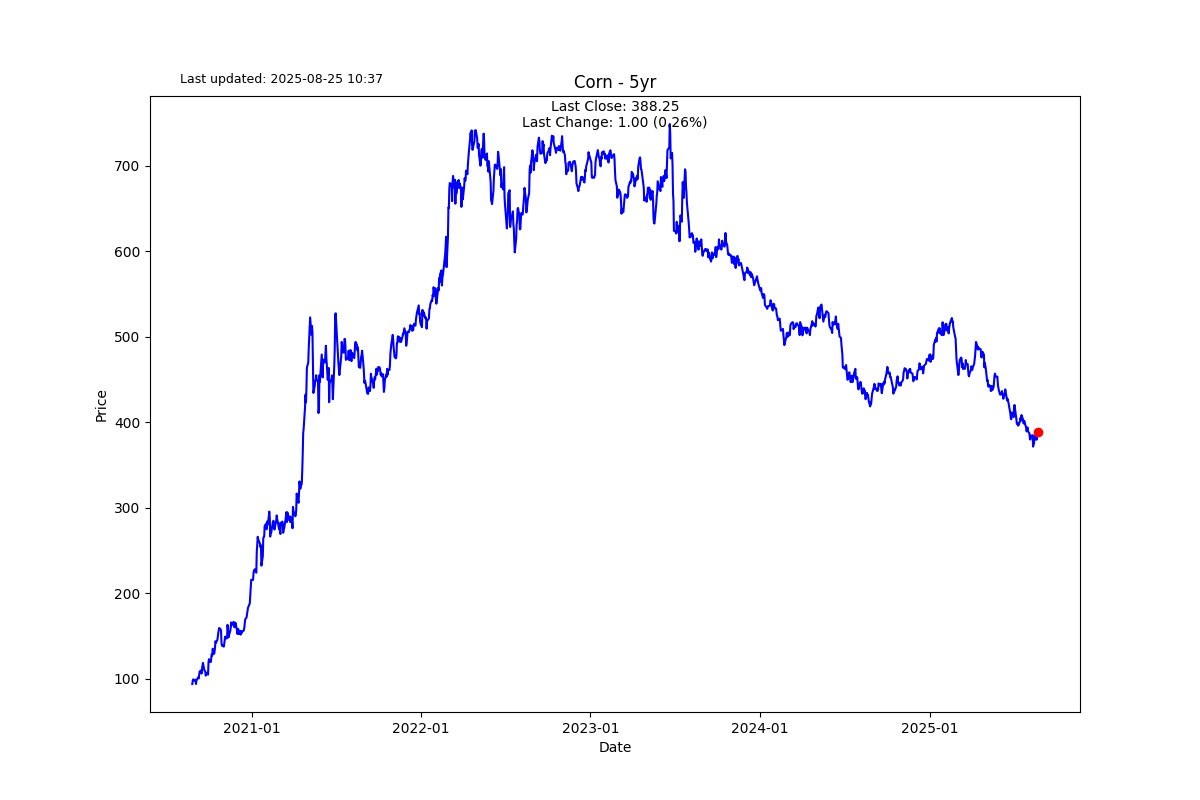 Last updated: 2025-08-25 10:37
Corn - 5yr
Last Close: 388.25
Last Change: 1.00 (0.26%)
700
600
500
400
300
200
100
Price
2021-01
2022-01
2023-01
2024-01
2025-01
Date